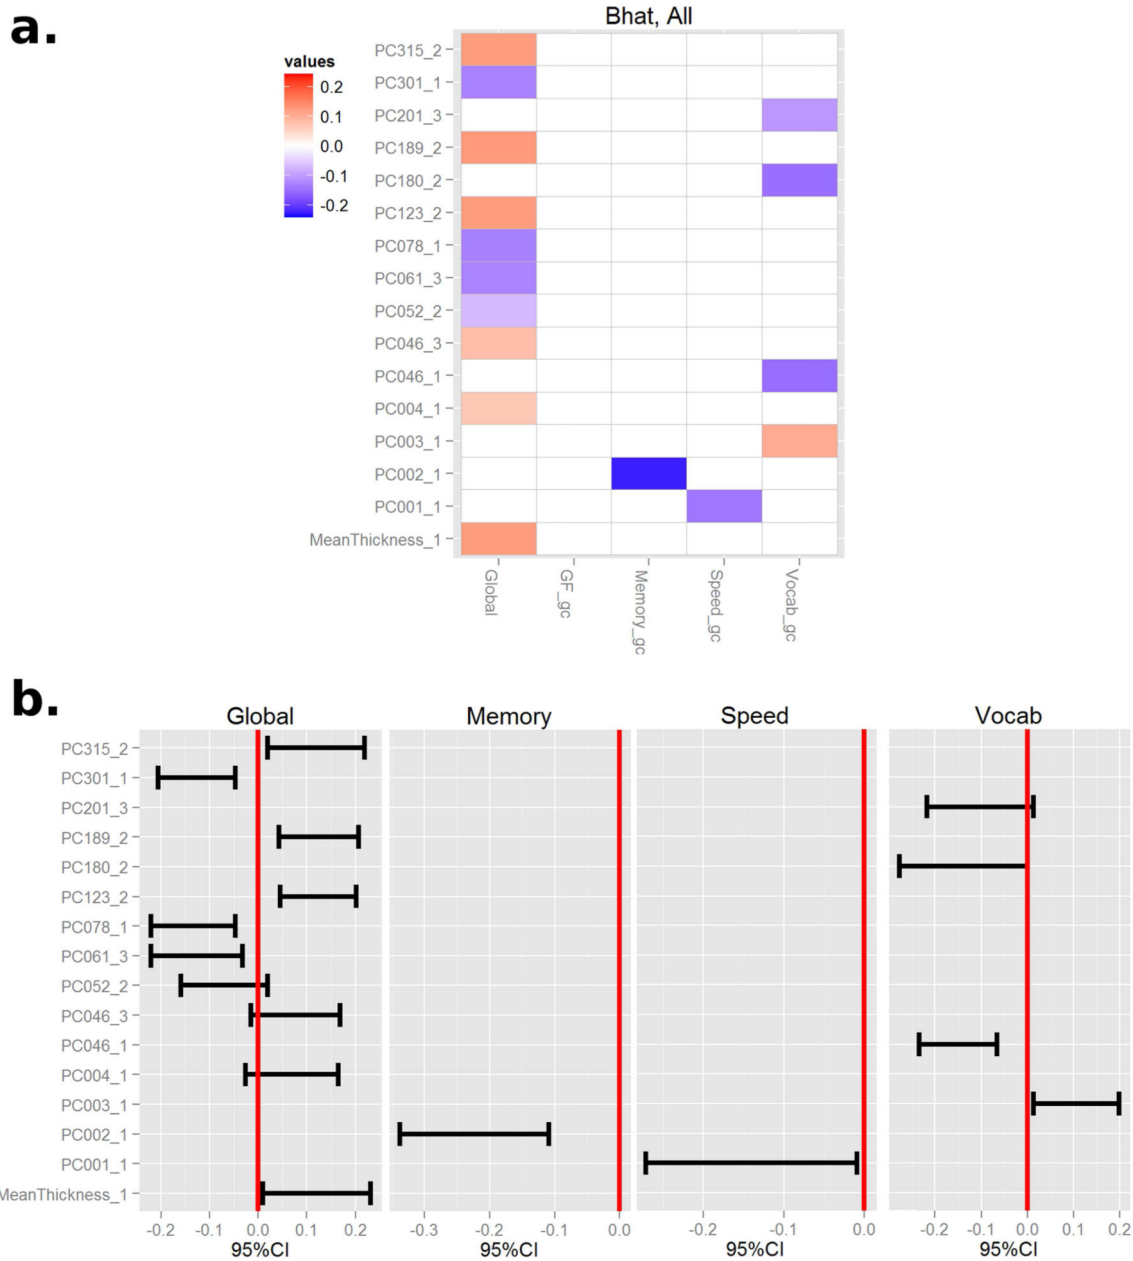 a.
Bhat, All
values
0.2
0.1
0.0
-0.1
-0.2
PC315_2
PC301_1
PC201_3
PC189_2
PC180_2
PC123_2
PC078_1
PC061_3
PC052_2
PC046_3
PC046_1
PC004_1
PC003_1
PC002_1
PC001_1
MeanThickness_1
Global
GF_gc
Memory_gc
Speed_gc
Vocab_gc
b.
Global Memory Speed Vocab
PC315_2
PC301_1
PC201_3
PC189_2
PC180_2
PC123_2
PC078_1
PC061_3
PC052_2
PC046_3
PC046_1
PC004_1
PC003_1
PC002_1
PC001_1
MeanThickness_1
-0.2 -0.1 0.0 0.1 0.2 -0.3 -0.2 -0.1 0.0 -0.2 -0.1 0.0 -0.2 -0.1 0.0 0.1 0.2
95%CI 95%CI 95%CI 95%CI